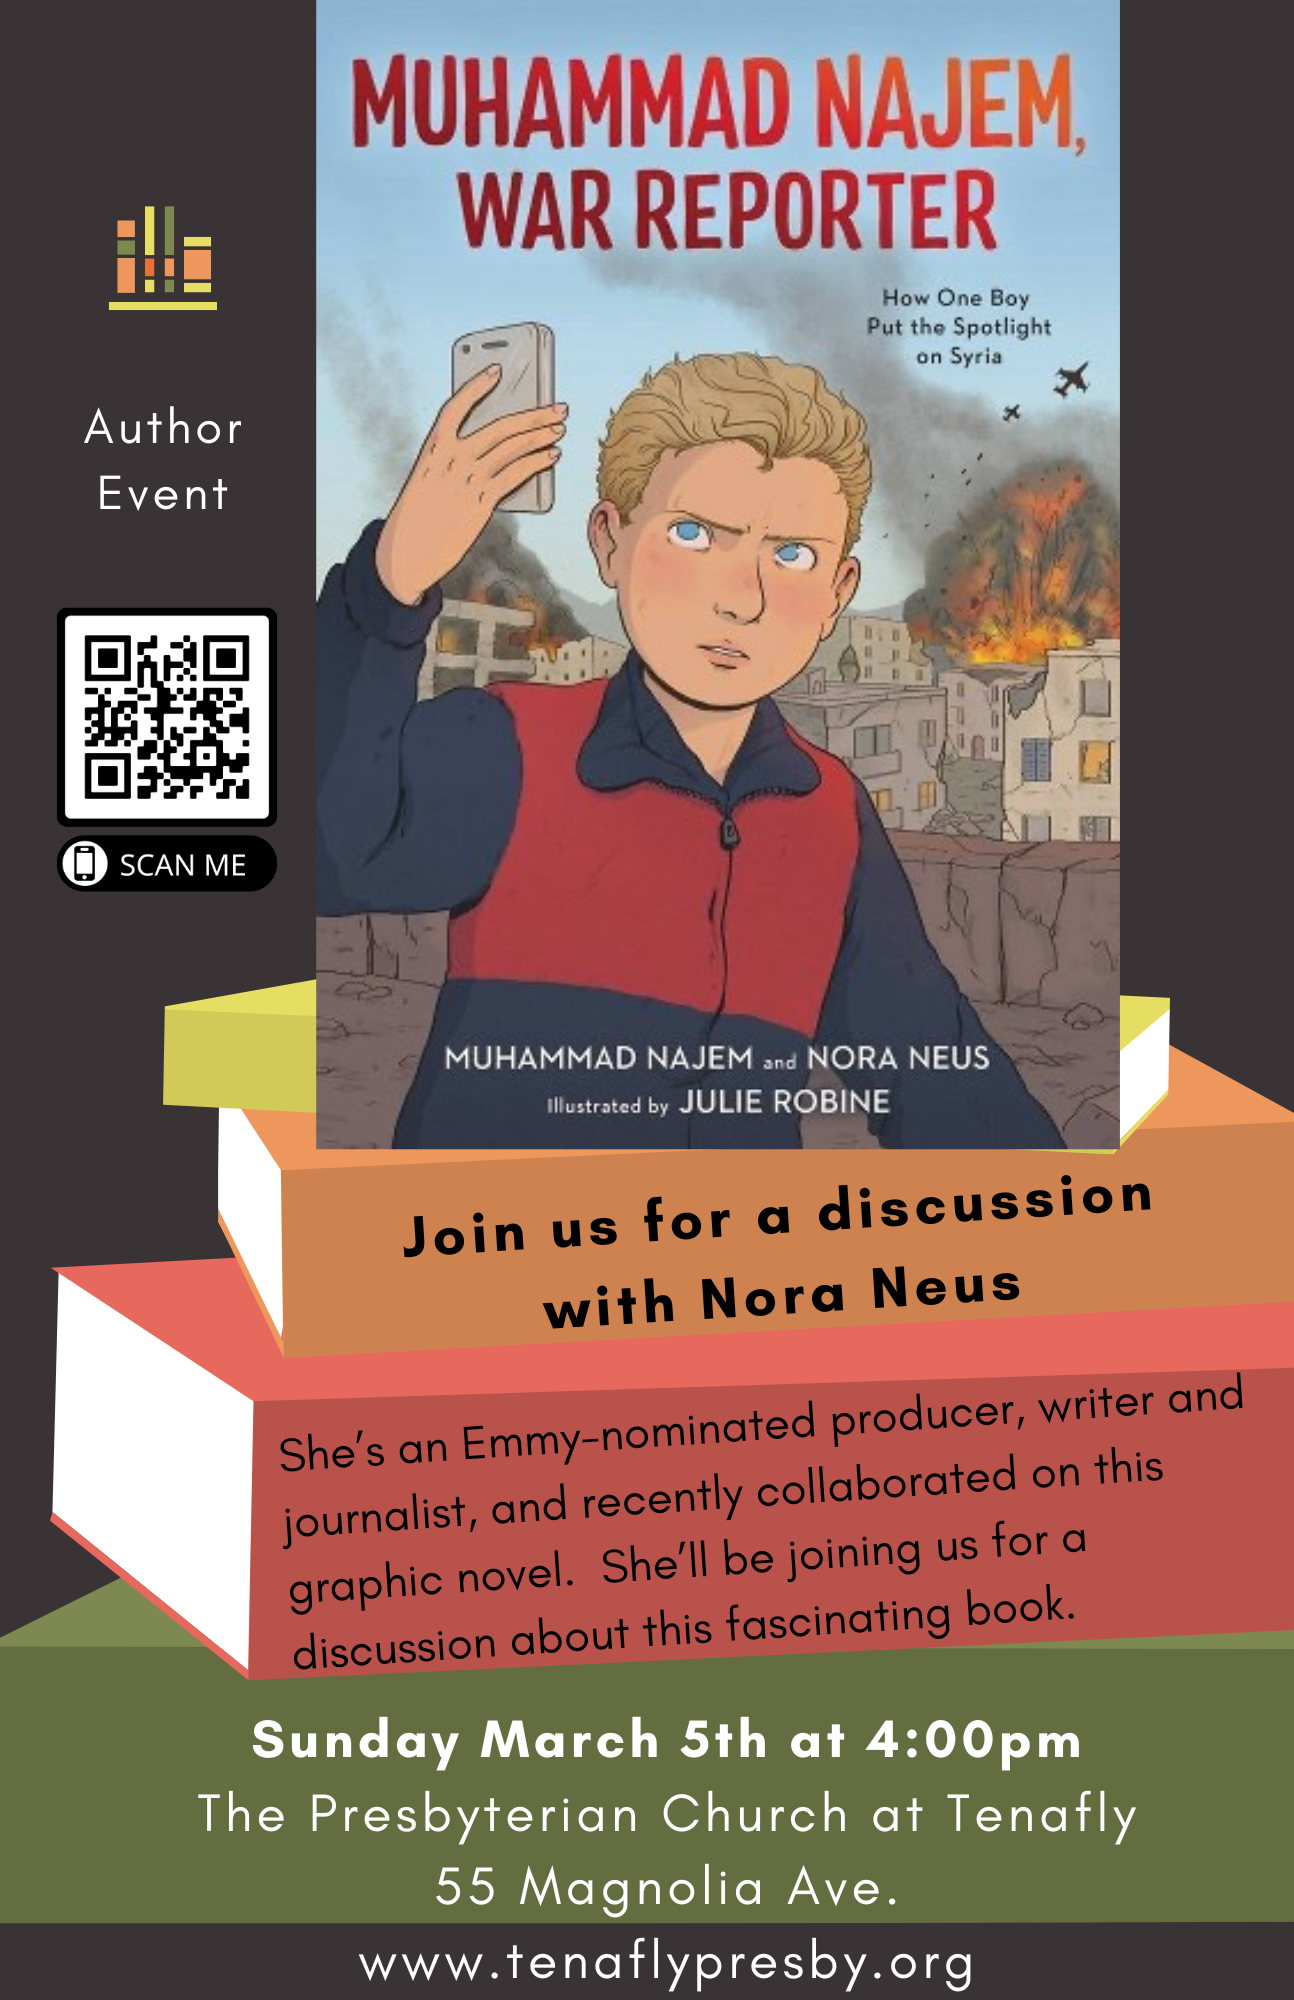 MUHAMMAD NAJEM,
WAR REPORTER
How One Boy
Put the Spotlight
on Syria
Author
Event
SCAN ME
MUHAMMAD NAJEM and NORA NEUS
Illustrated by JULIE ROBINE
Join us for a discussion
with Nora Neus
She's an Emmy-nominated producer, writer and
journalist, and recently collaborated on this
graphic novel.  She'll be joining us for a
discussion about this fascinating book.
Sunday March 5th at 4:00pm
The Presbyterian Church at Tenafly
55 Magnolia Ave.
www.tenaflypresby.org